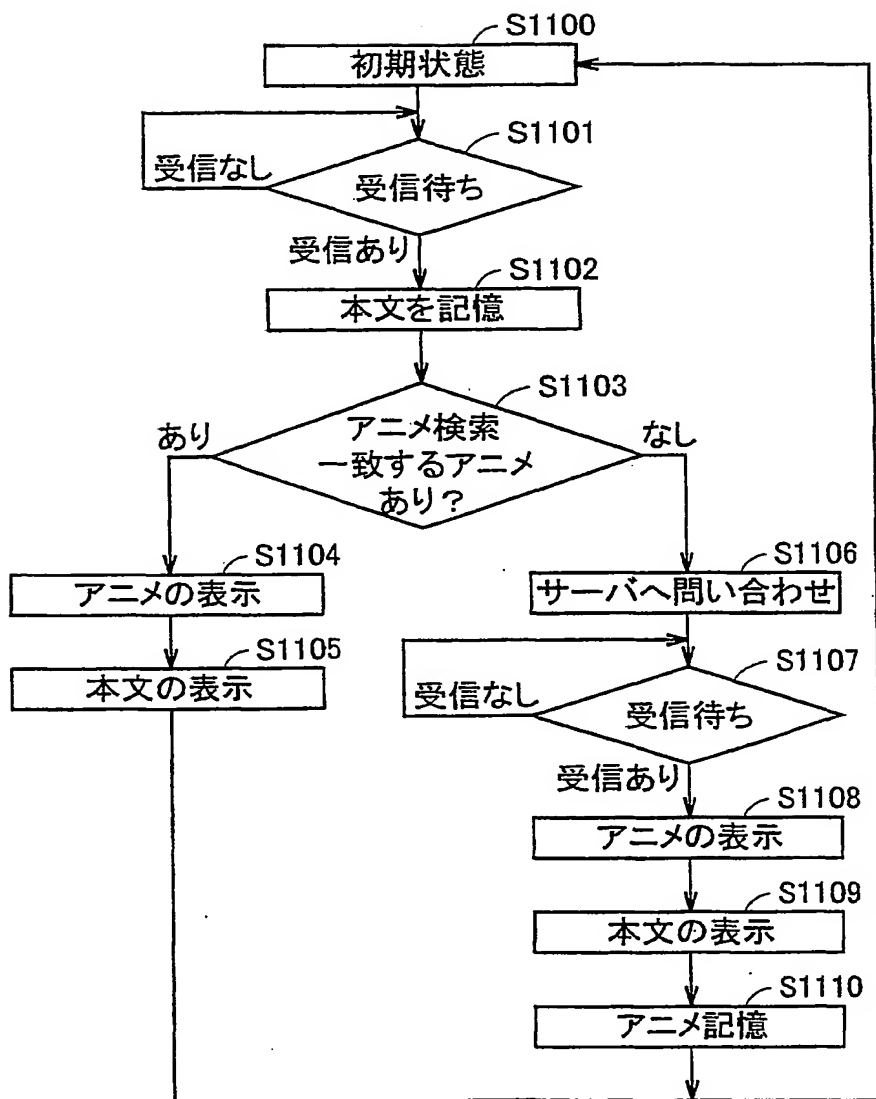 S1100
初期状態
S1101
受信なし
受信待ち
受信あり
S1102
本文を記憶
S1103
あり
アニメ検索
一致するアニメ
あり?
なし
S1104
アニメの表示
S1105
本文の表示
S1106
サーバへ問い合わせ
S1107
受信なし
受信待ち
受信あり
S1108
アニメの表示
S1109
本文の表示
S1110
アニメ記憶